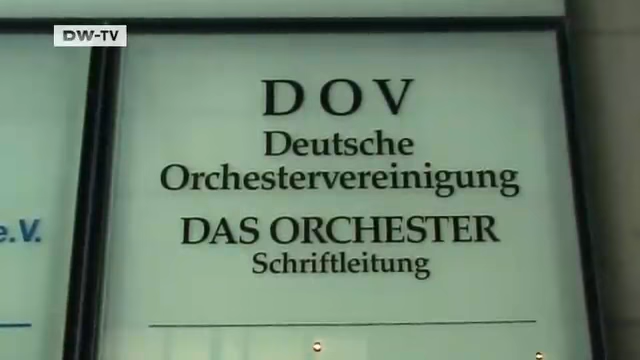 DW-TV
DOV
Deutsche
Orchestervereinigung
DAS ORCHESTER
Schriftleitung
e.V.